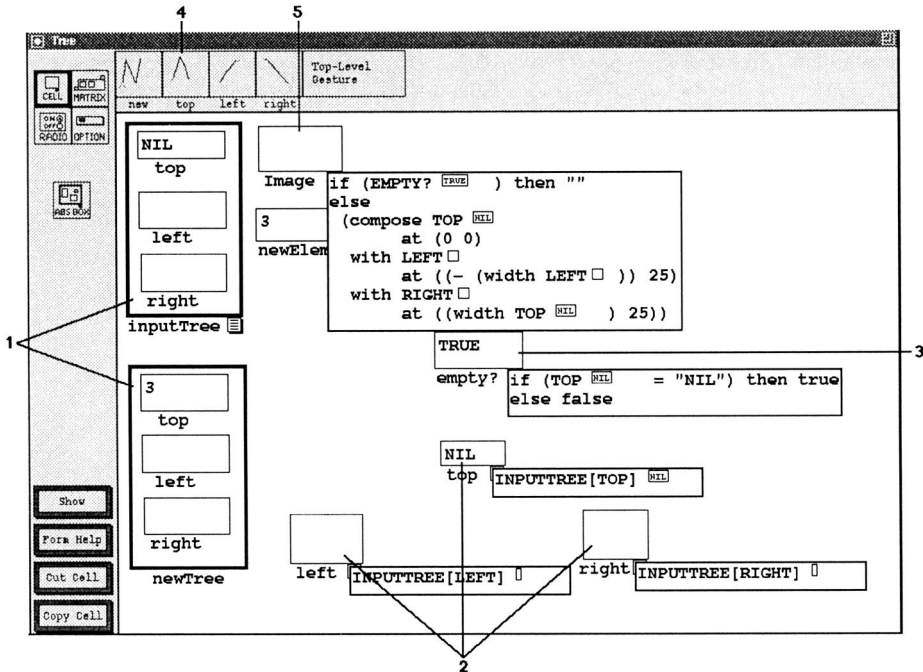 4
5
Tree
CELL
MATRIX
RADIO
OPTION
ABS BOX
new
top
left
right
Top-Level
Gesture
NIL
top
left
right
inputTree
Image
3
newElem
if (EMPTY? TRUE ) then ""
else
(compose TOP NIL
at (0 0)
with LEFT
at ((- (width LEFT )) 25)
with RIGHT
at ((width TOP NIL ) 25))
1
TRUE
empty?
3
if (TOP NIL = "NIL") then true
else false
3
top
left
right
newTree
NIL
top
INPUTTREE[TOP] NIL
left
INPUTTREE[LEFT]
right
INPUTTREE[RIGHT]
Show
Form Help
Cut Cell
Copy Cell
2